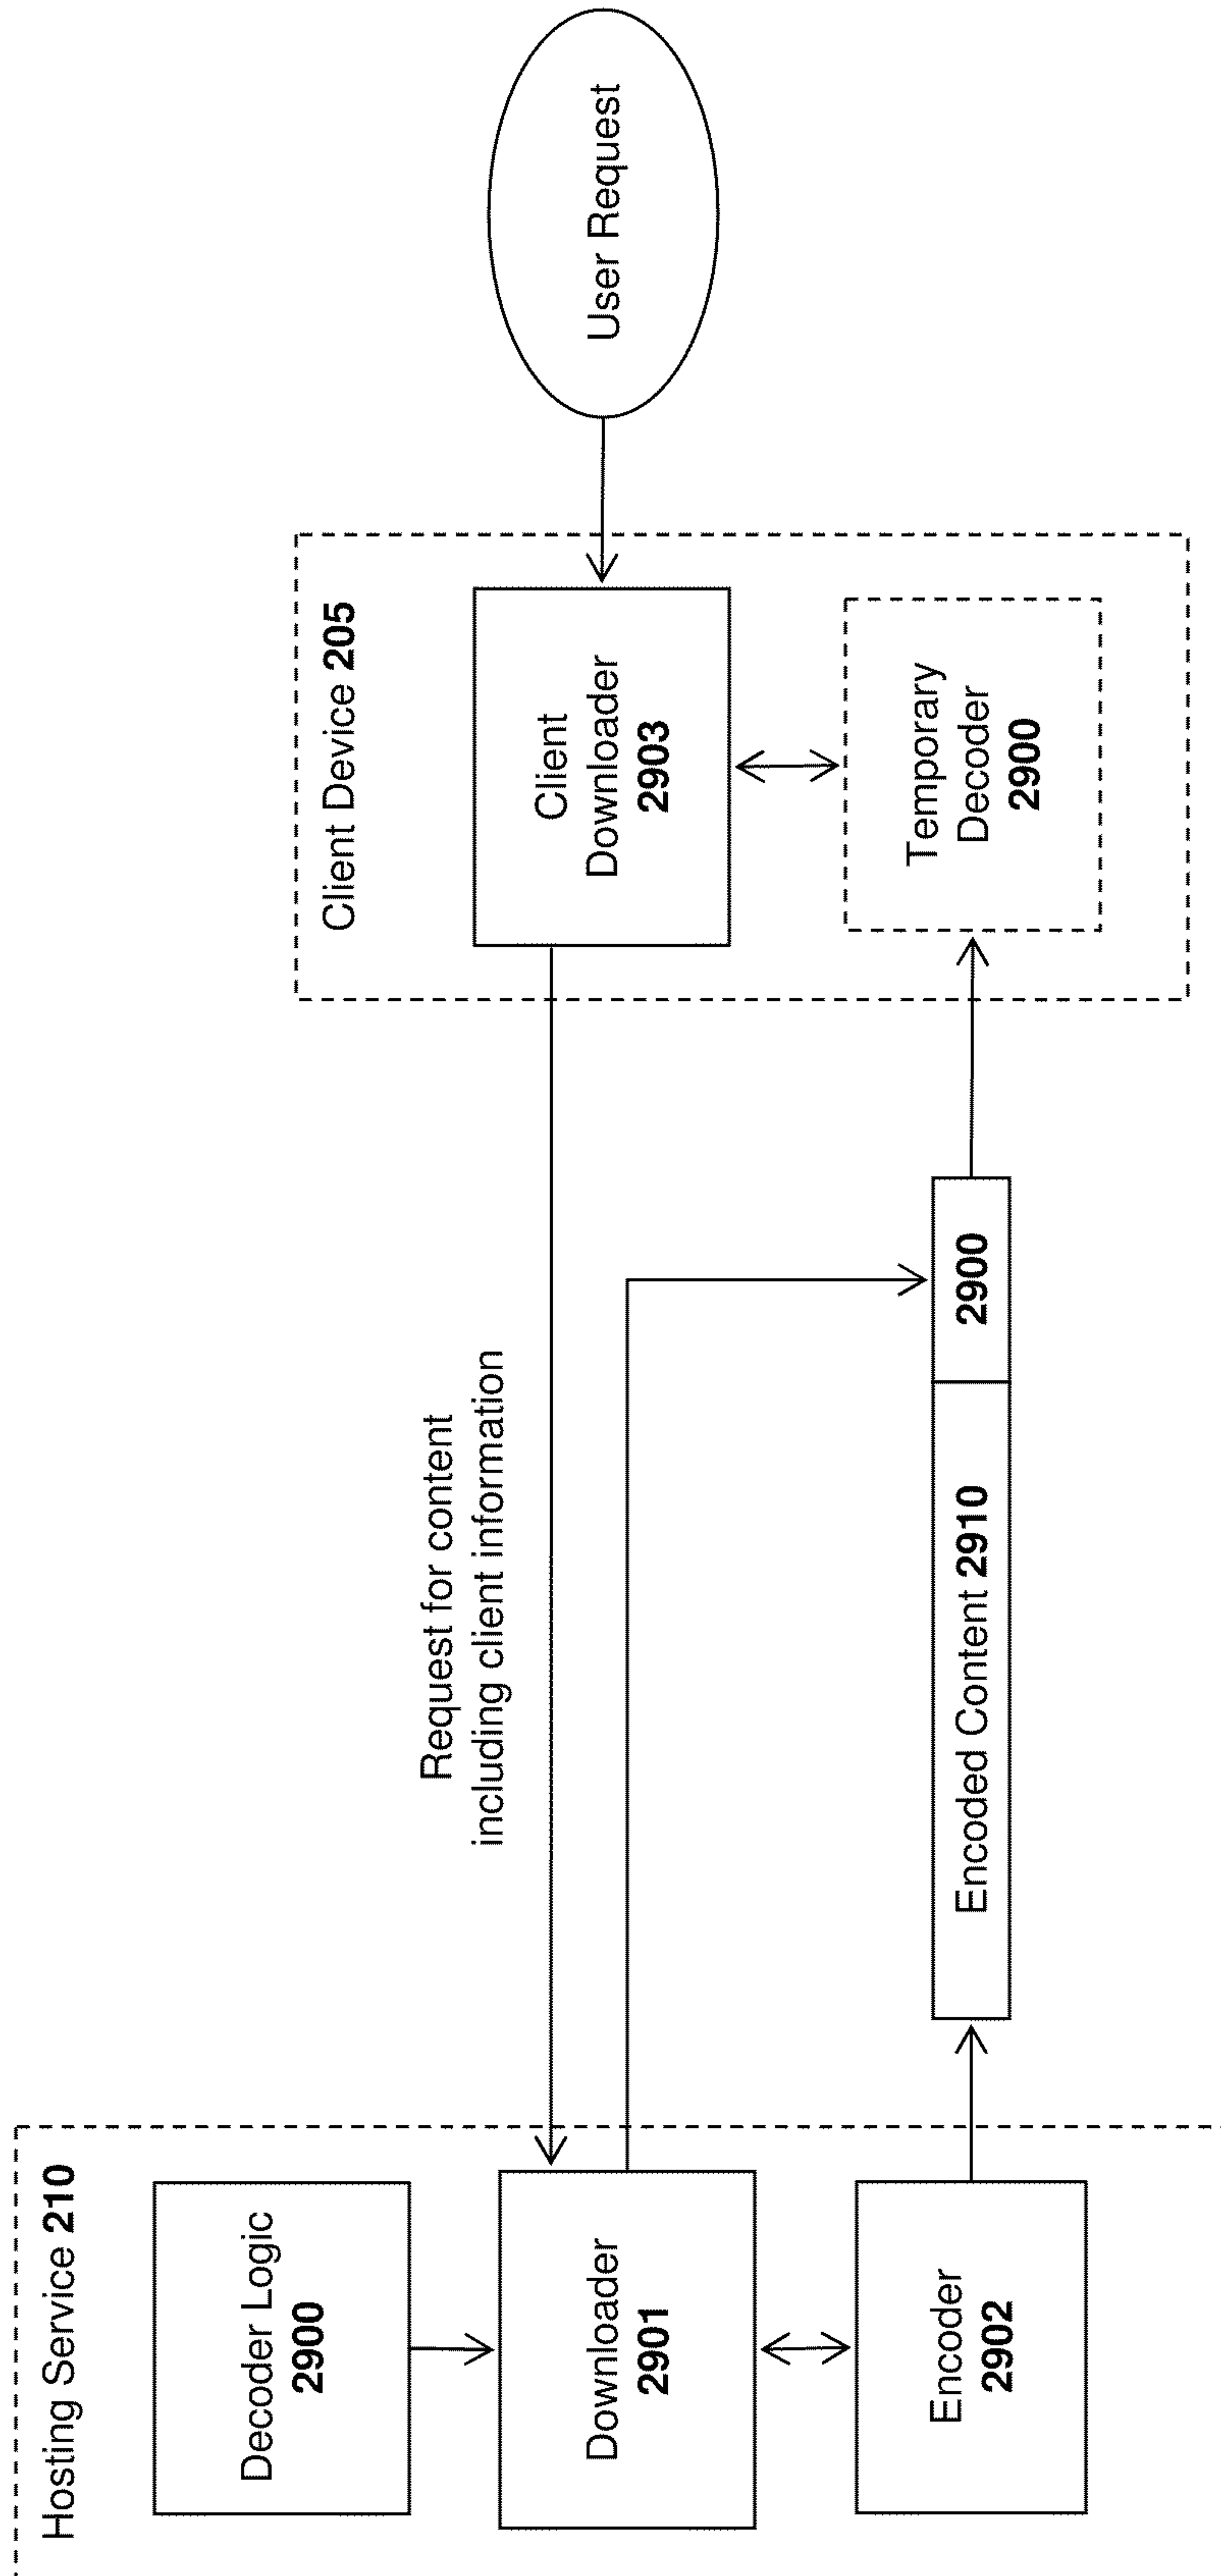 Hosting Service 210
Decoder Logic
2900
Downloader
2901
Encoder
2902
Request for content
including client information
Encoded Content 2910
2900
Client Device 205
Client
Downloader
2903
Temporary
Decoder
2900
User Request